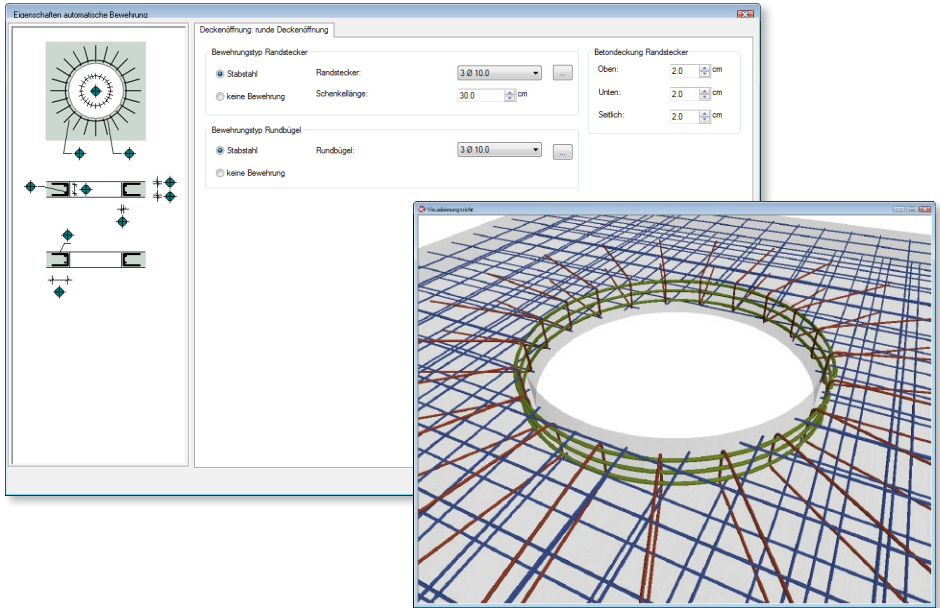 Eigenschaften automatische Bewehrung
Deckenöffnung: runde Deckenöffnung
Bewehrungstyp Randstecker
Stabstahl
Randstecker:
3 Ø 10.0
...
keine Bewehrung
Schenkellänge:
30.0
cm
Betondeckung Randstecker
Oben:
2.0
cm
Unten:
2.0
cm
Seitlich:
2.0
cm
Bewehrungstyp Rundbügel
Stabstahl
Rundbügel:
3 Ø 10.0
...
keine Bewehrung
Visualisierungssicht